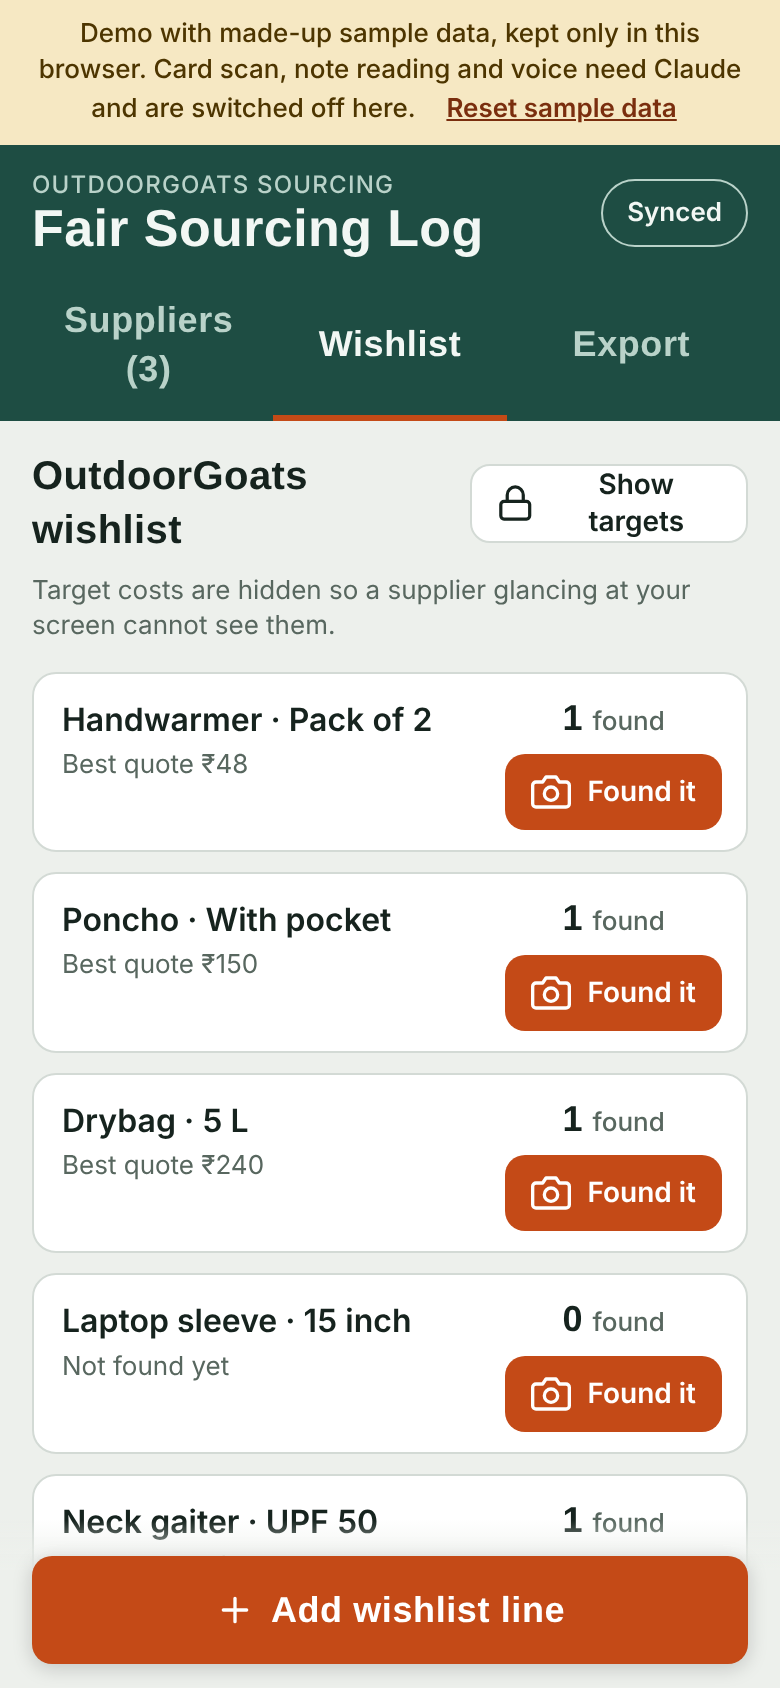 Demo with made-up sample data, kept only in this
browser. Card scan, note reading and voice need Claude
and are switched off here. Reset sample data
OUTDOORGOATS SOURCING
Fair Sourcing Log
Synced
Suppliers
(3)
Wishlist
Export
OutdoorGoats
wishlist
Show
targets
Target costs are hidden so a supplier glancing at your
screen cannot see them.
Handwarmer · Pack of 2
Best quote ₹48
1 found
Found it
Poncho · With pocket
Best quote ₹150
1 found
Found it
Drybag · 5 L
Best quote ₹240
1 found
Found it
Laptop sleeve · 15 inch
Not found yet
0 found
Found it
Neck gaiter · UPF 50
1 found
+ Add wishlist line